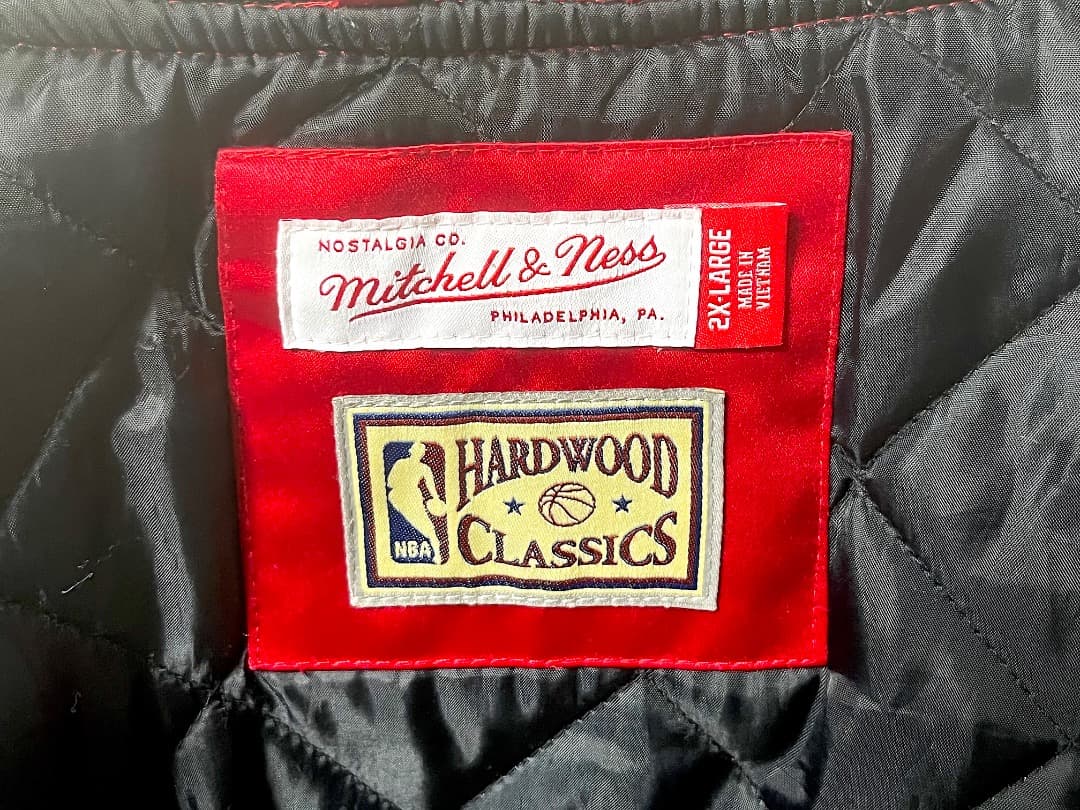 NOSTALGIA CO.
Mitchell & Ness
PHILADELPHIA, PA.
2X-LARGE
MADE IN
VIETNAM
HARDWOOD
CLASSICS
NBA